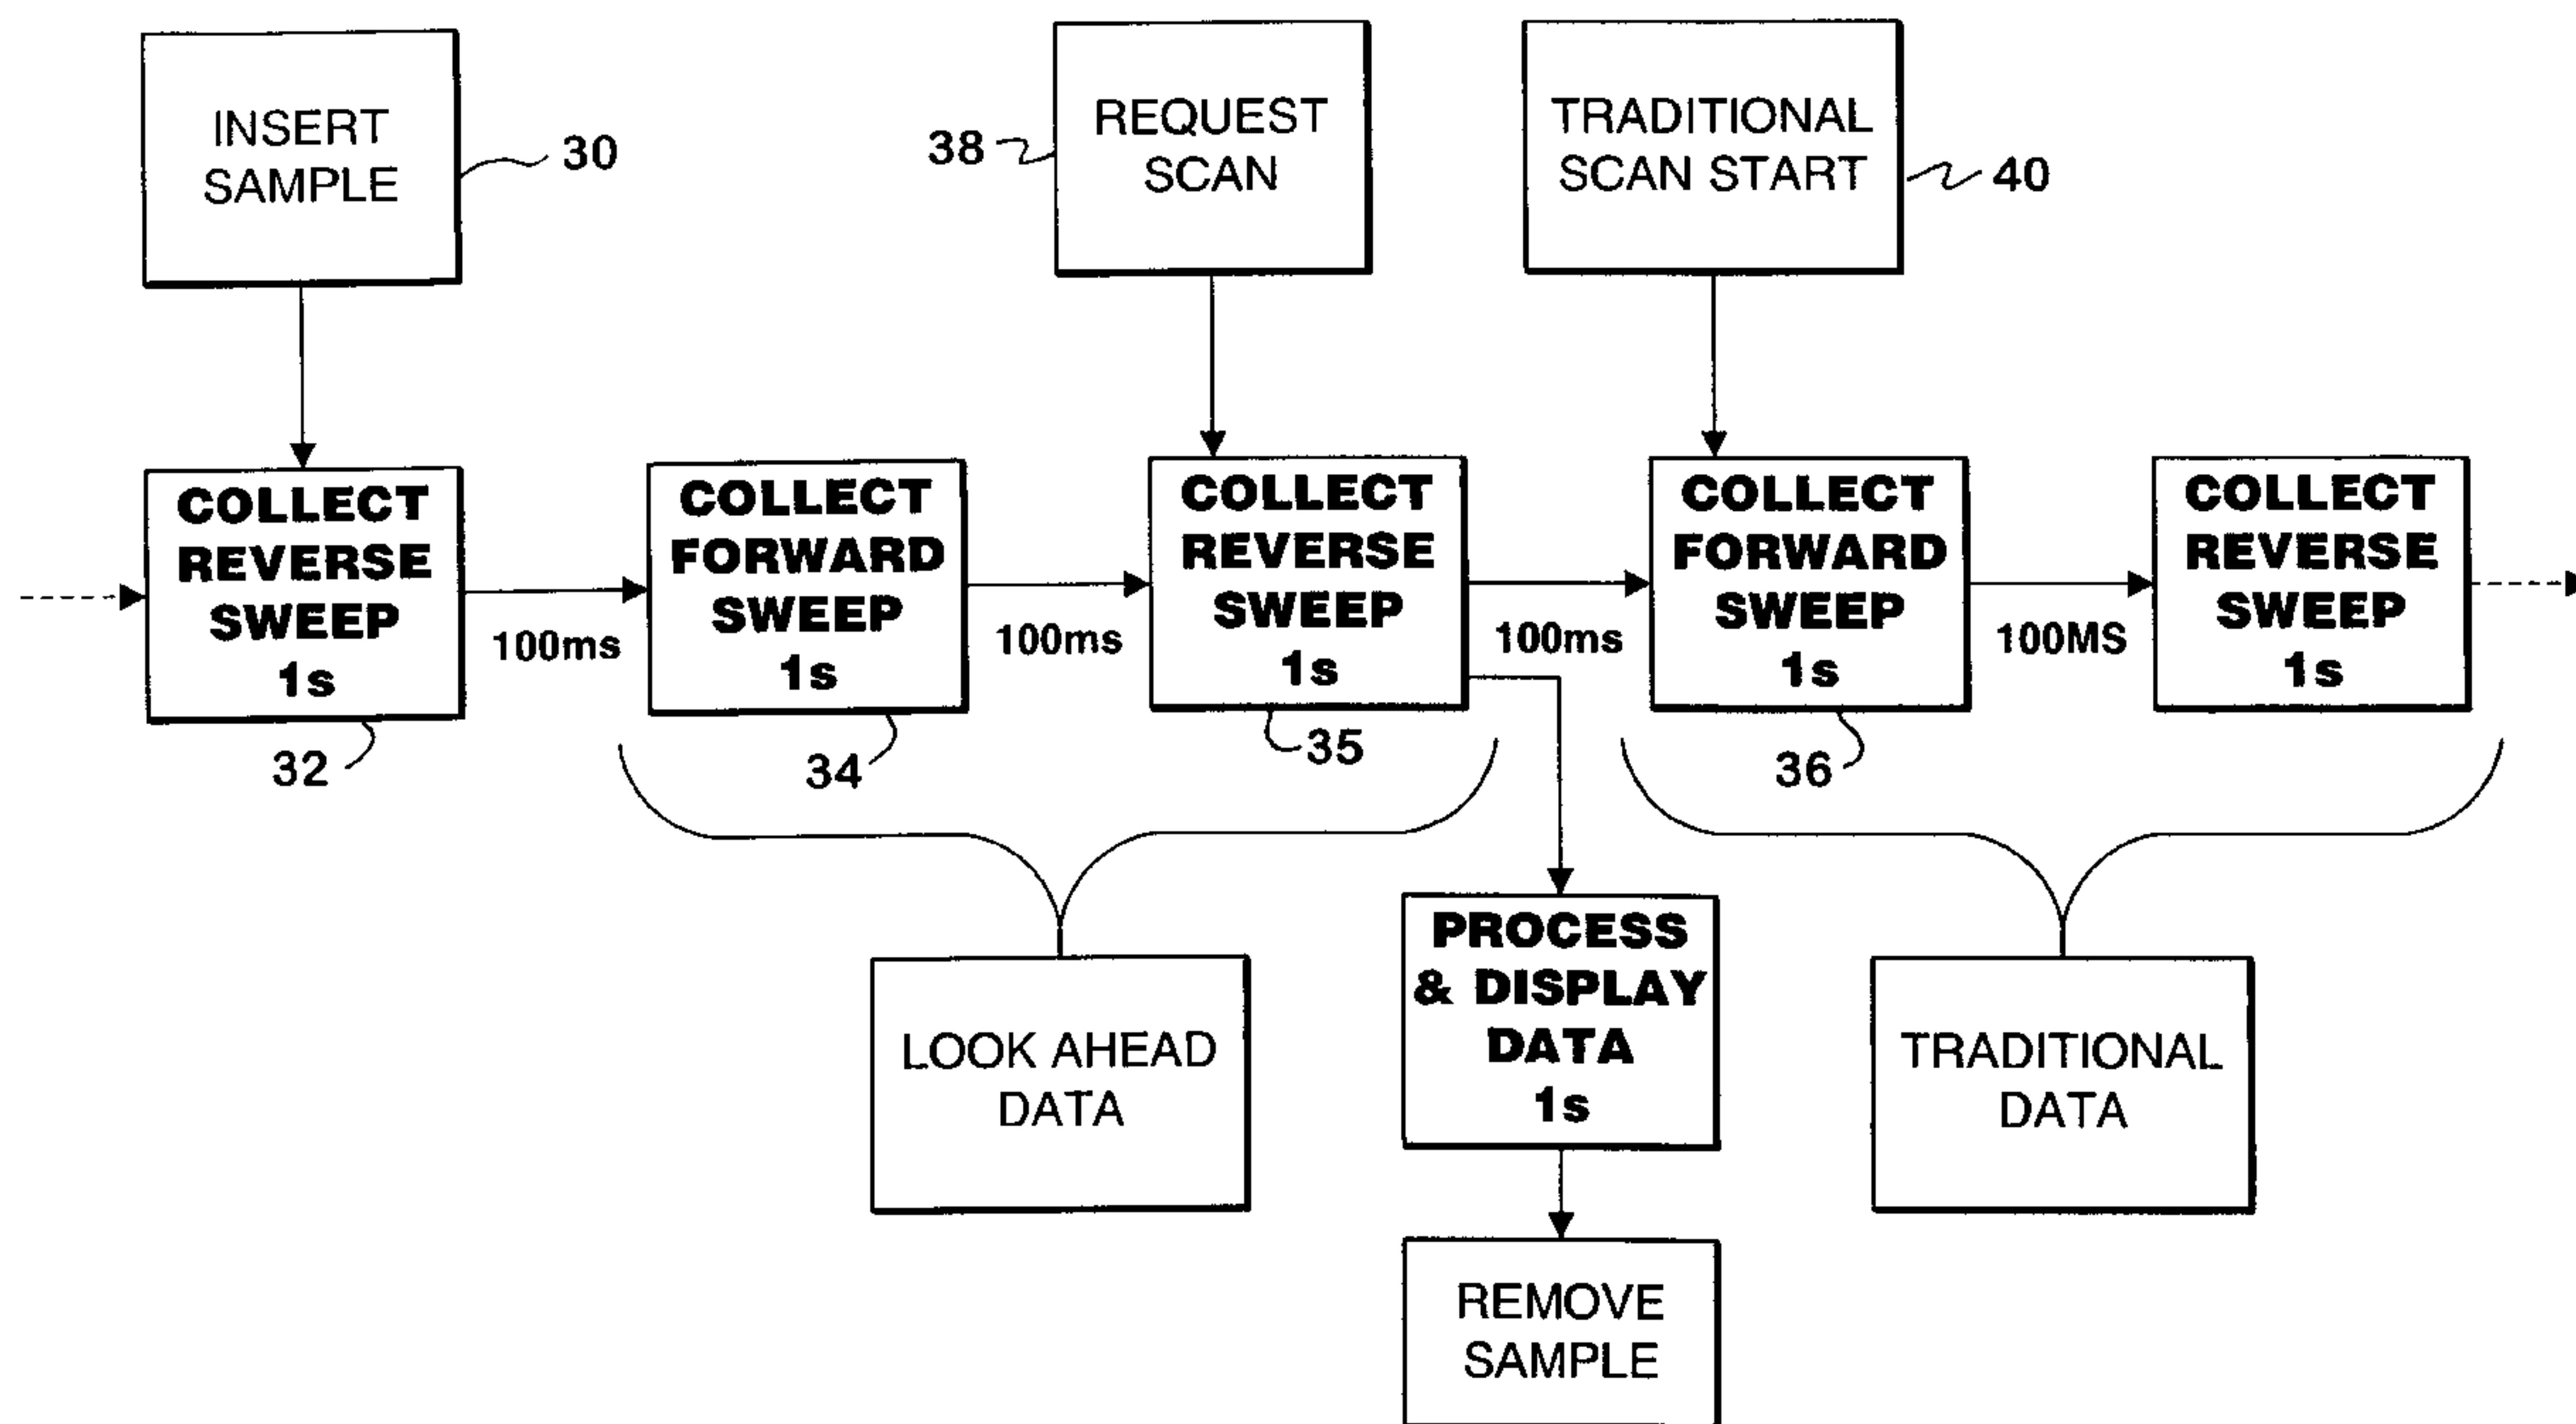 INSERT
SAMPLE
30
38
REQUEST
SCAN
TRADITIONAL
SCAN START
40
COLLECT
REVERSE
SWEEP
1s
32
100ms
COLLECT
FORWARD
SWEEP
1s
34
100ms
COLLECT
REVERSE
SWEEP
1s
35
100ms
COLLECT
FORWARD
SWEEP
1s
36
100MS
COLLECT
REVERSE
SWEEP
1s
LOOK AHEAD
DATA
PROCESS
& DISPLAY
DATA
1s
TRADITIONAL
DATA
REMOVE
SAMPLE